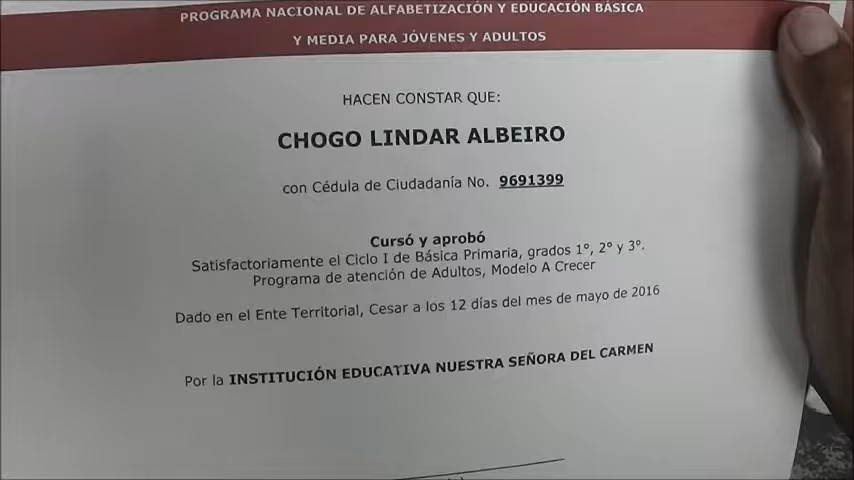 PROGRAMA NACIONAL DE ALFABETIZACIÓN Y EDUCACIÓN BÁSICA
Y MEDIA PARA JÓVENES Y ADULTOS
HACEN CONSTAR QUE:
CHOGO LINDAR ALBEIRO
con Cédula de Ciudadanía No. 9691399
Cursó y aprobó
Satisfactoriamente el Ciclo I de Básica Primaria, grados 1º, 2º y 3º.
Programa de atención de Adultos, Modelo A Crecer
Dado en el Ente Territorial, Cesar a los 12 días del mes de mayo de 2016
Por la INSTITUCIÓN EDUCATIVA NUESTRA SEÑORA DEL CARMEN